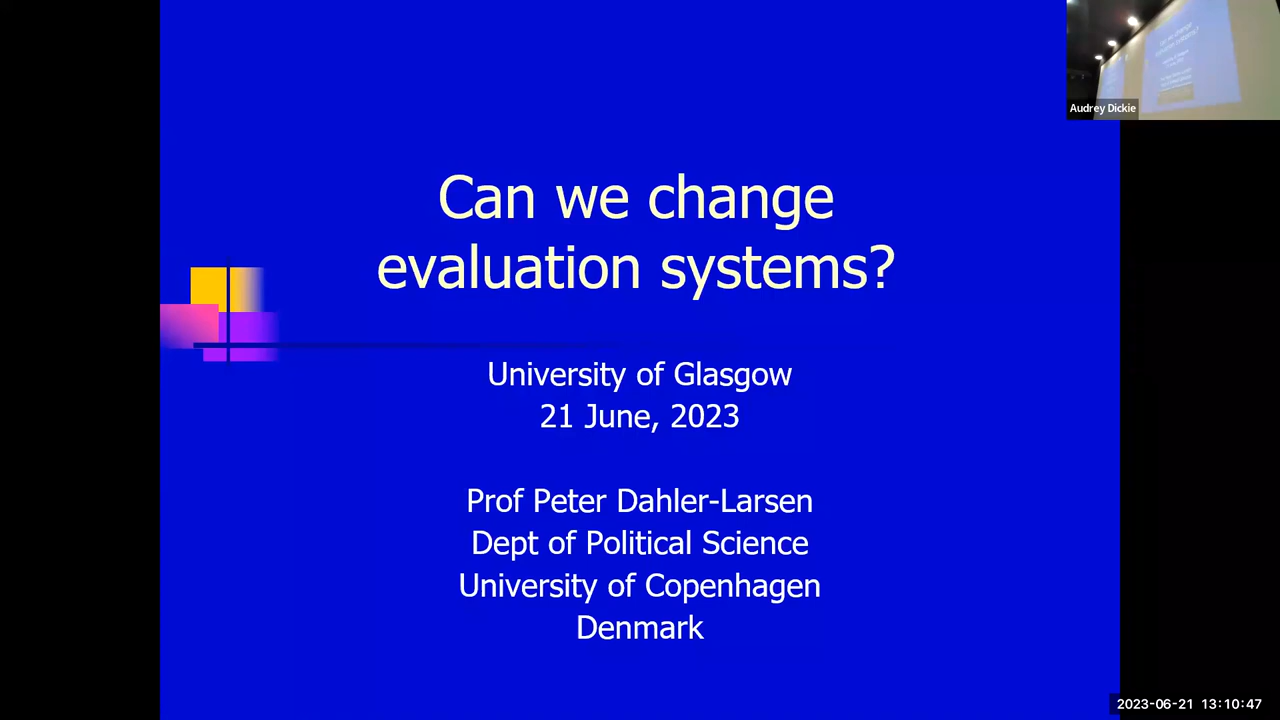 Can we change
evaluation systems?
University of Glasgow
21 June, 2023
Prof Peter Dahler-Larsen
Dept of Political Science
University of Copenhagen
Denmark
Audrey Dickie
2023-06-21 13:10:47